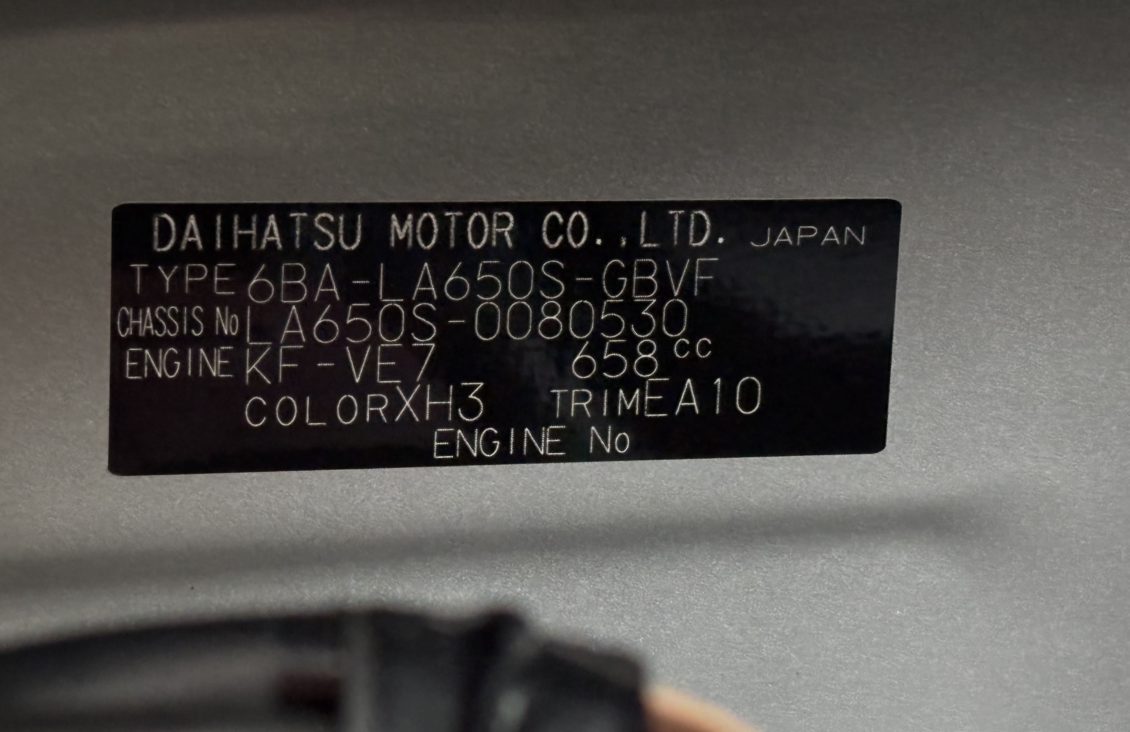 DAIHATSU MOTOR CO.,LTD. JAPAN
TYPE 6BA-LA650S-GBVF
CHASSIS No LA650S-0080530
ENGINE KF-VE7 658cc
COLOR XH3 TRIM EA10
ENGINE No